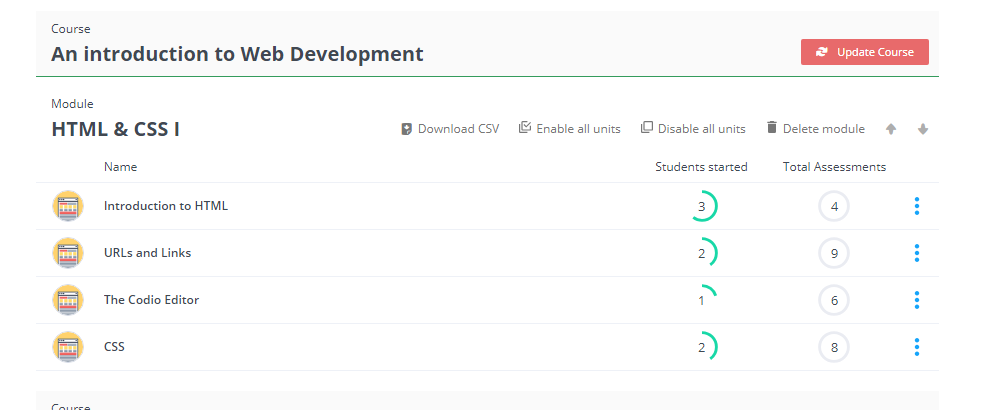 Course
An introduction to Web Development
Update Course
Module
HTML & CSS I
Download CSV
Enable all units
Disable all units
Delete module
Name Students started Total Assessments
Introduction to HTML 3 4
URLs and Links 2 9
The Codio Editor 1 6
CSS 2 8
Course